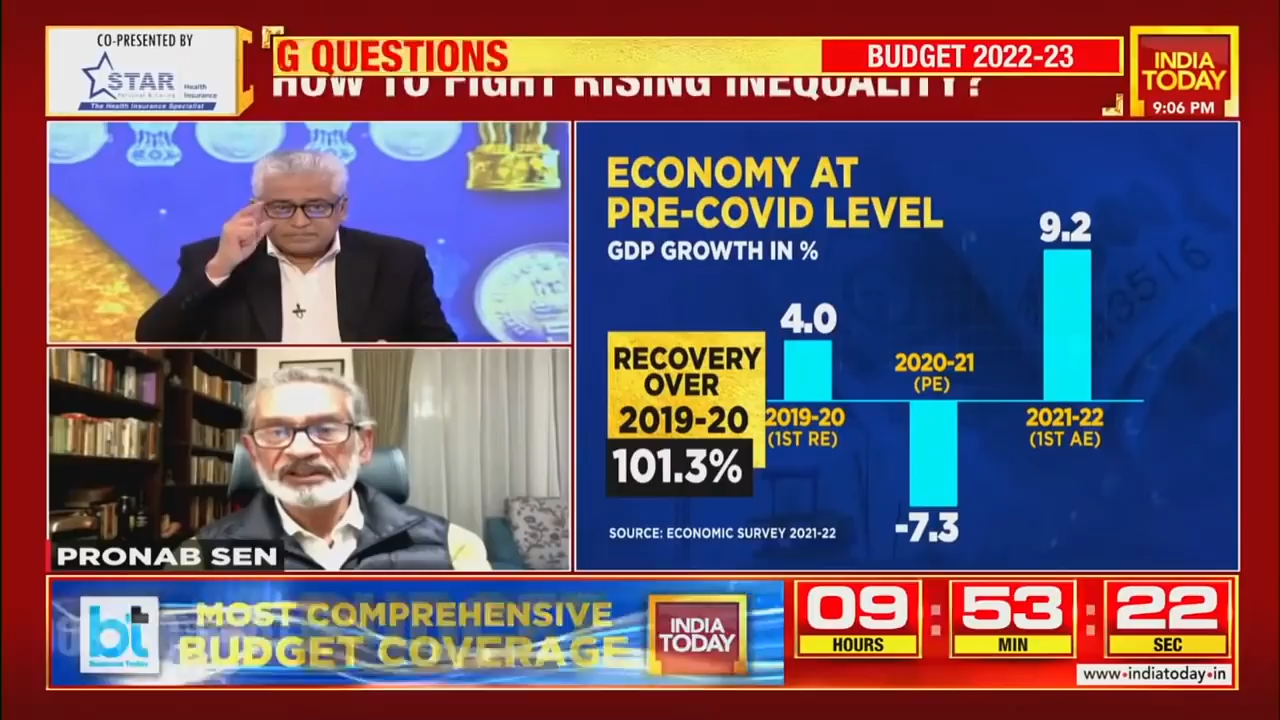 CO-PRESENTED BY
STAR
Health
Insurance
Personal & Caring
The Health Insurance Specialist
G QUESTIONS
BUDGET 2022-23
HOW TO FIGHT RISING INEQUALITY?
INDIA
TODAY
9:06 PM
ECONOMY AT
PRE-COVID LEVEL
GDP GROWTH IN %
9.2
4.0
RECOVERY
OVER
2019-20
101.3%
2019-20
(1ST RE)
2020-21
(PE)
2021-22
(1ST AE)
-7.3
SOURCE: ECONOMIC SURVEY 2021-22
PRONAB SEN
bt
Business Today
MOST COMPREHENSIVE
BUDGET COVERAGE
INDIA
TODAY
09 : 53 : 22
HOURS MIN SEC
www.indiatoday.in